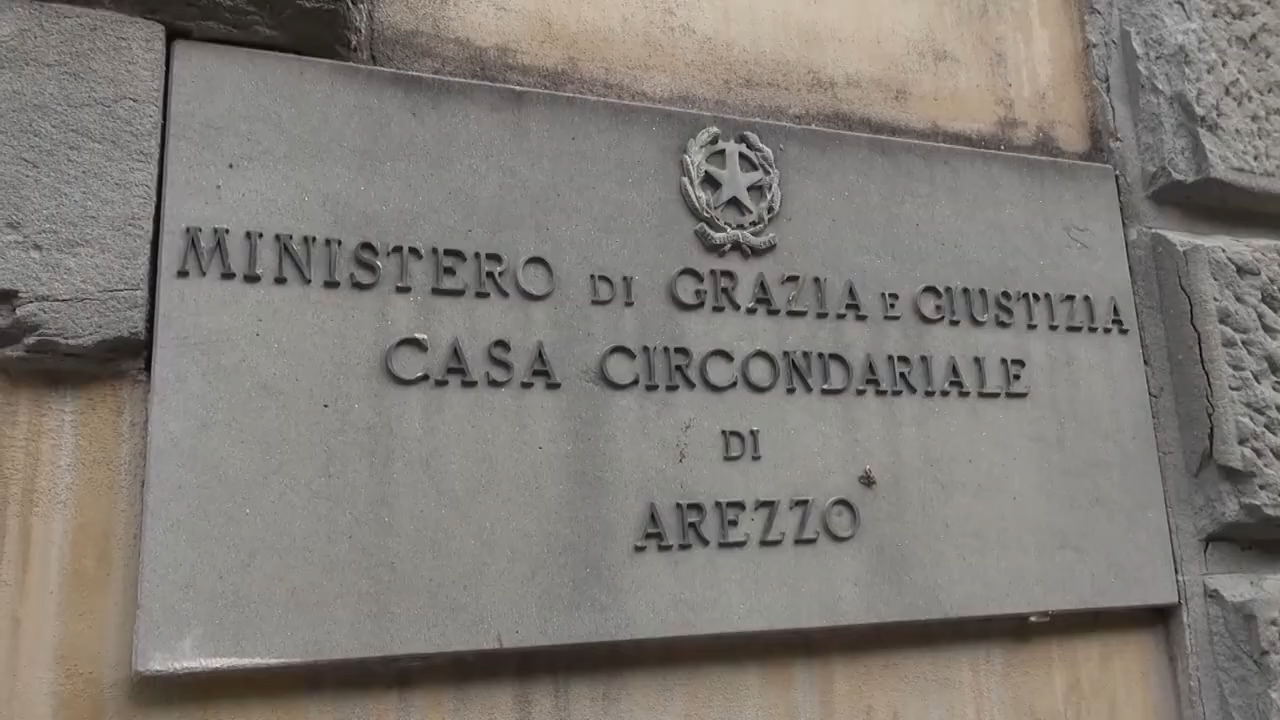 MINISTERO DI GRAZIA E GIUSTIZIA
CASA CIRCONDARIALE
DI
AREZZO